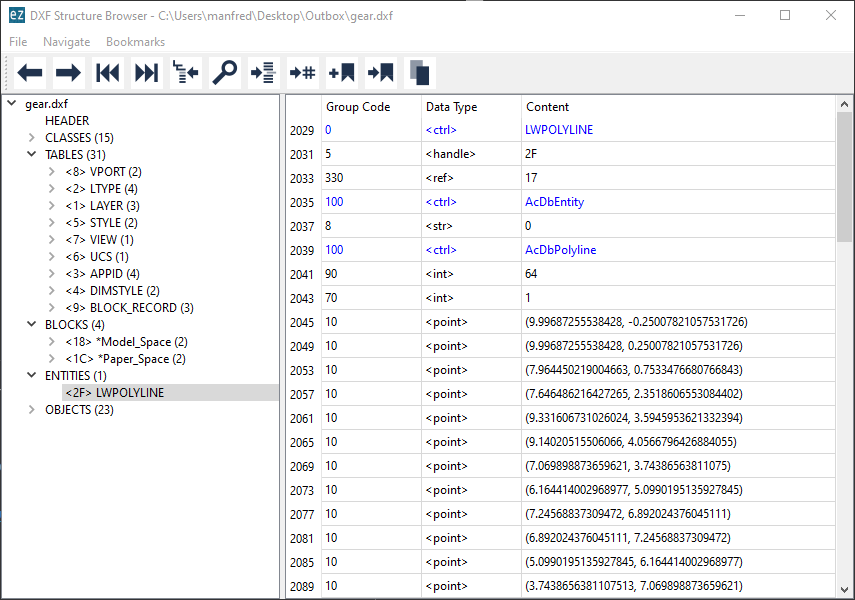 eZ DXF Structure Browser - C:\Users\manfred\Desktop\Outbox\gear.dxf
File Navigate Bookmarks
gear.dxf
HEADER
CLASSES (15)
TABLES (31)
<8> VPORT (2)
<2> LTYPE (4)
<1> LAYER (3)
<5> STYLE (2)
<7> VIEW (1)
<6> UCS (1)
<3> APPID (4)
<4> DIMSTYLE (2)
<9> BLOCK_RECORD (3)
BLOCKS (4)
<18> *Model_Space (2)
<1C> *Paper_Space (2)
ENTITIES (1)
<2F> LWPOLYLINE
OBJECTS (23)
Group Code Data Type Content
2029 0 <ctrl> LWPOLYLINE
2031 5 <handle> 2F
2033 330 <ref> 17
2035 100 <ctrl> AcDbEntity
2037 8 <str> 0
2039 100 <ctrl> AcDbPolyline
2041 90 <int> 64
2043 70 <int> 1
2045 10 <point> (9.99687255538428, -0.25007821057531726)
2049 10 <point> (9.99687255538428, 0.25007821057531726)
2053 10 <point> (7.964450219004663, 0.7533476680766843)
2057 10 <point> (7.646486216427265, 2.3518606553084402)
2061 10 <point> (9.331606731026024, 3.5945953621332394)
2065 10 <point> (9.14020515506066, 4.0566796426884055)
2069 10 <point> (7.069898873659621, 3.74386563811075)
2073 10 <point> (6.164414002968977, 5.0990195135927845)
2077 10 <point> (7.24568837309472, 6.892024376045111)
2081 10 <point> (6.892024376045111, 7.24568837309472)
2085 10 <point> (5.0990195135927845, 6.164414002968977)
2089 10 <point> (3.7438656381107513, 7.069898873659621)